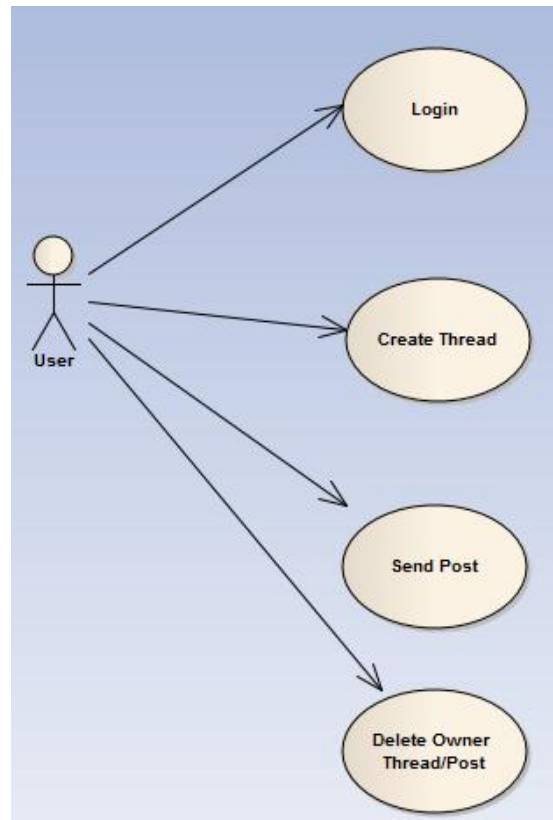 Login
Create Thread
User
Send Post
Delete Owner
Thread/Post